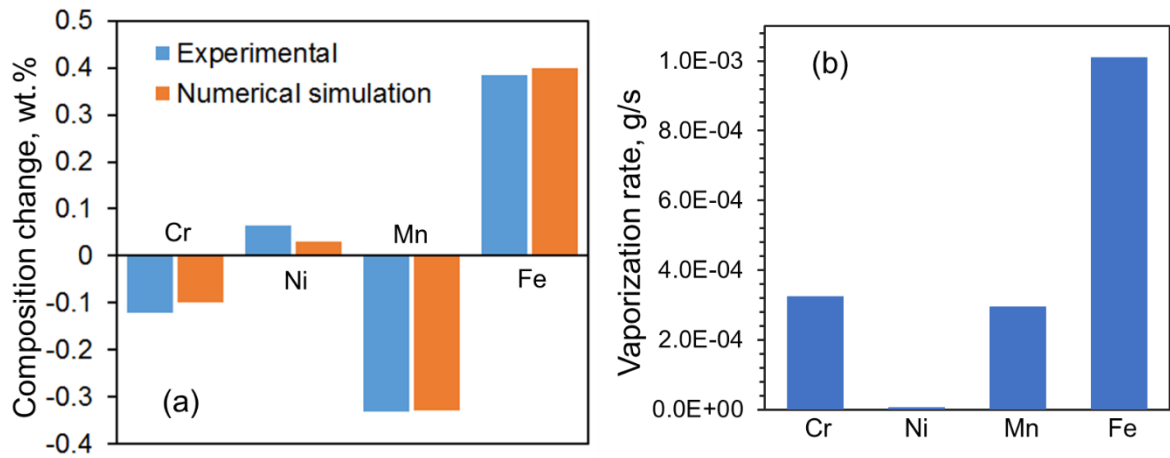 Composition change, wt.%
0.5
0.4
0.3
0.2
0.1
0
-0.1
-0.2
-0.3
-0.4
Experimental
Numerical simulation
Cr
Ni
Mn
Fe
(a)
Vaporization rate, g/s
1.0E-03
8.0E-04
6.0E-04
4.0E-04
2.0E-04
0.0E+00
(b)
Cr
Ni
Mn
Fe